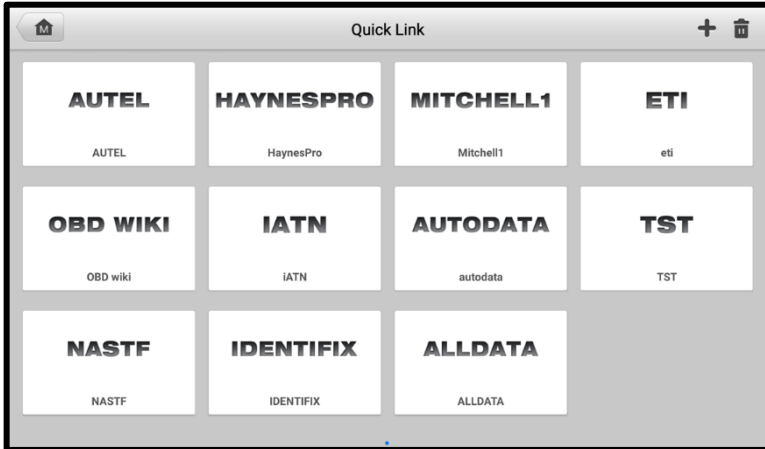 M
Quick Link
AUTEL
AUTEL
HAYNESPRO
HaynesPro
MITCHELL1
Mitchell1
ETI
eti
OBD WIKI
OBD wiki
IATN
iATN
AUTODATA
autodata
TST
TST
NASTF
NASTF
IDENTIFIX
IDENTIFIX
ALLDATA
ALLDATA